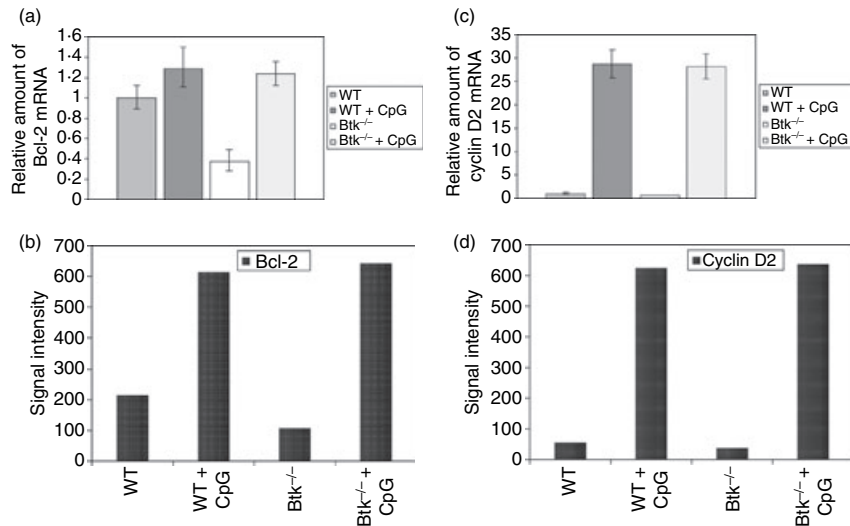 (a)
Relative amount of
Bcl-2 mRNA
1·6
1·4
1·2
1·0
0·8
0·6
0·4
0·2
0
WT
WT + CpG
Btk–/–
Btk–/– + CpG
(c)
Relative amount of
cyclin D2 mRNA
35
30
25
20
15
10
5
0
WT
WT + CpG
Btk–/–
Btk–/– + CpG
(b)
Signal intensity
700
600
500
400
300
200
100
0
Bcl-2
WT
WT +
CpG
Btk–/–
Btk–/– +
CpG
(d)
Signal intensity
700
600
500
400
300
200
100
0
Cyclin D2
WT
WT +
CpG
Btk–/–
Btk–/– +
CpG